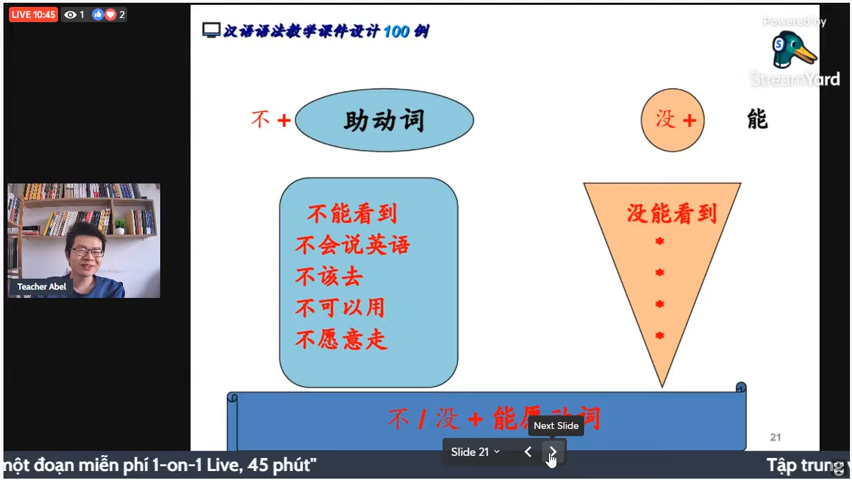 LIVE 10:45
1
2
汉语语法教学课件设计100例
Powered by
StreamYard
不 + 助动词
没 + 能
不能看到
不会说英语
不该去
不可以用
不愿意走
没能看到
*
*
*
*
Teacher Abel
不 / 没 + 能愿动词
Next Slide
21
Slide 21
một đoạn miễn phí 1-on-1 Live, 45 phút"
Tập trung